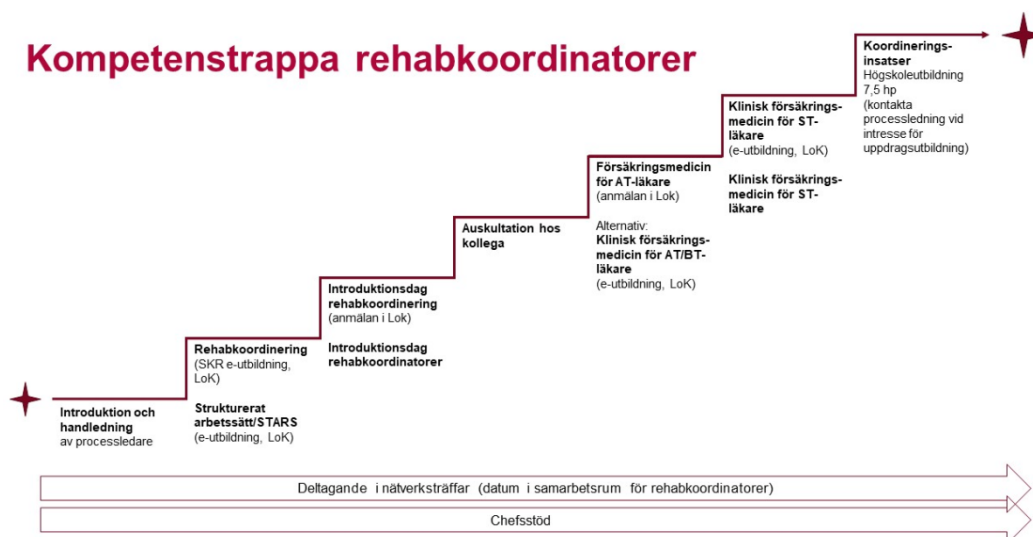 Kompetenstrappa rehabkoordinatorer
Introduktion och
handledning
av processledare
Rehabkoordinering
(SKR e-utbildning,
LoK)
Strukturerat
arbetssätt/STARS
(e-utbildning, LoK)
Introduktionsdag
rehabkoordinering
(anmälan i Lok)
Introduktionsdag
rehabkoordinatorer
Auskultation hos
kollega
Försäkringsmedicin
för AT-läkare
(anmälan i Lok)
Alternativ:
Klinisk försäkrings-
medicin för AT/BT-
läkare
(e-utbildning, LoK)
Klinisk försäkrings-
medicin för ST-
läkare
(e-utbildning, LoK)
Klinisk försäkrings-
medicin för ST-
läkare
Koordinerings-
insatser
Högskoleutbildning
7,5 hp
(kontakta
processledning vid
intresse för
uppdragsutbildning)
Deltagande i nätverksträffar (datum i samarbetsrum för rehabkoordinatorer)
Chefsstöd